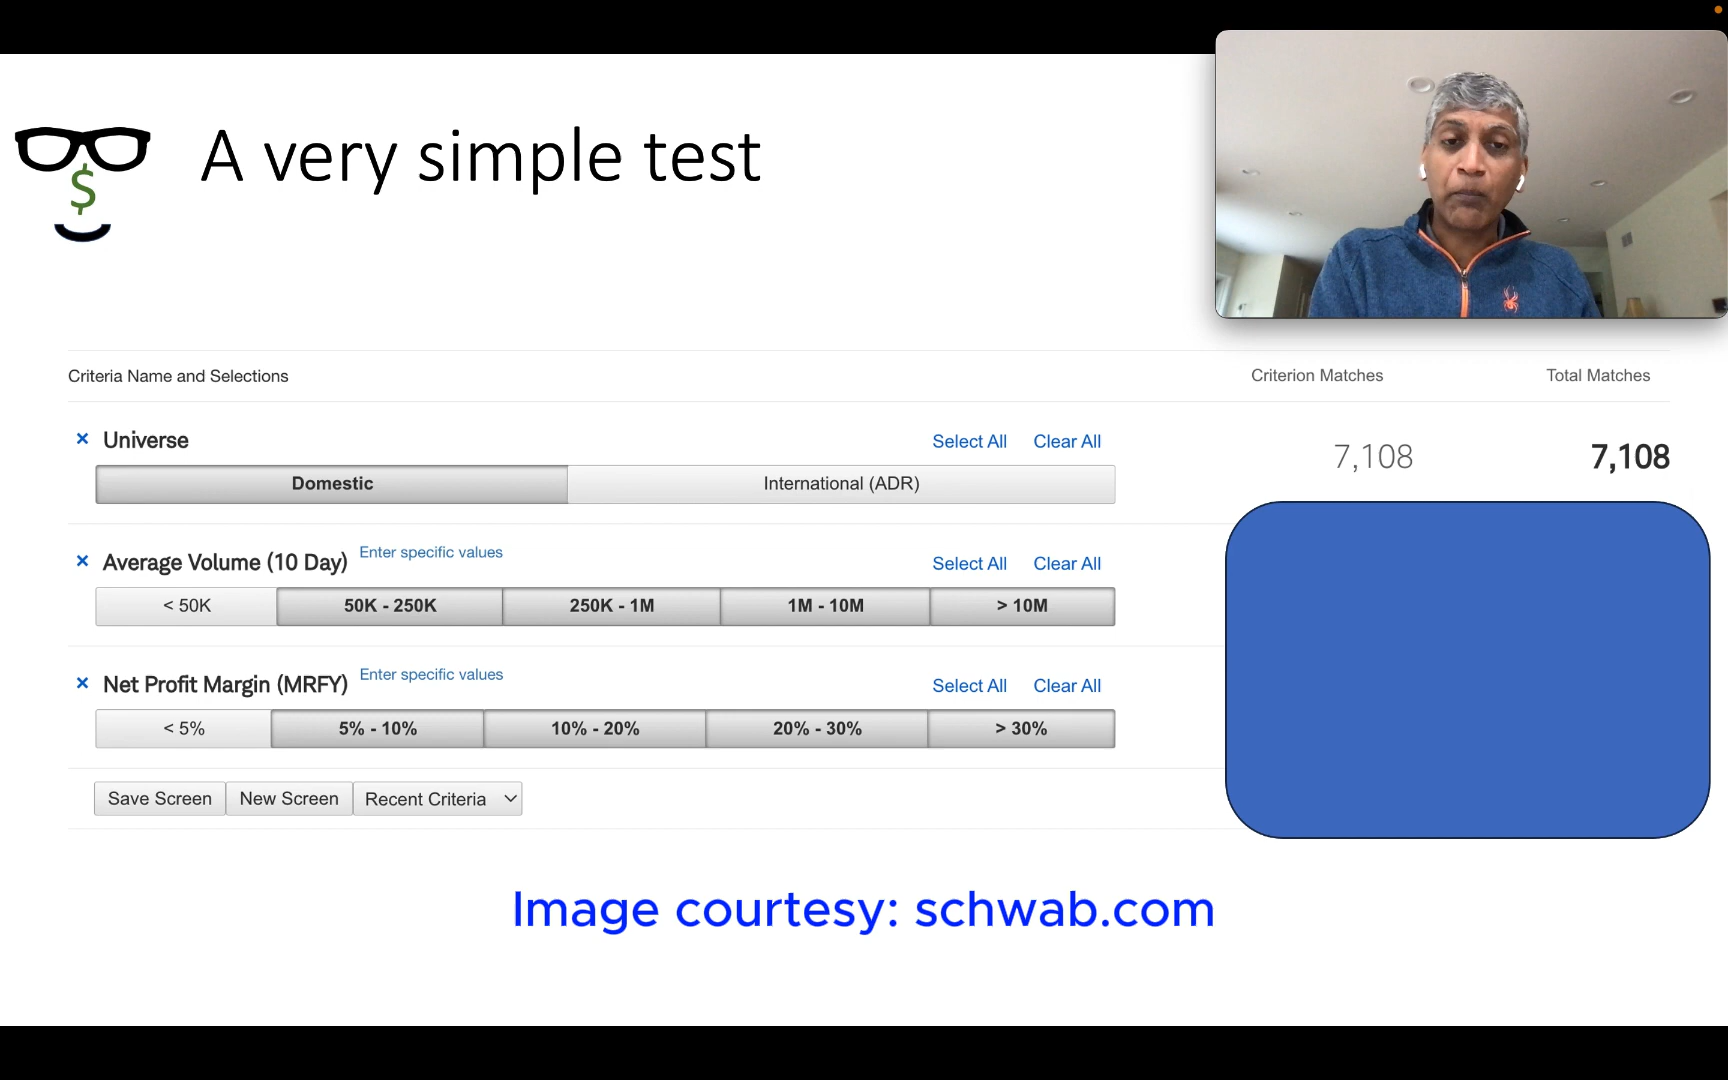 A very simple test
$
Criteria Name and Selections Criterion Matches Total Matches
× Universe Select All Clear All 7,108 7,108
Domestic International (ADR)
× Average Volume (10 Day) Enter specific values Select All Clear All
< 50K 50K - 250K 250K - 1M 1M - 10M > 10M
× Net Profit Margin (MRFY) Enter specific values Select All Clear All
< 5% 5% - 10% 10% - 20% 20% - 30% > 30%
Save Screen New Screen Recent Criteria
Image courtesy: schwab.com